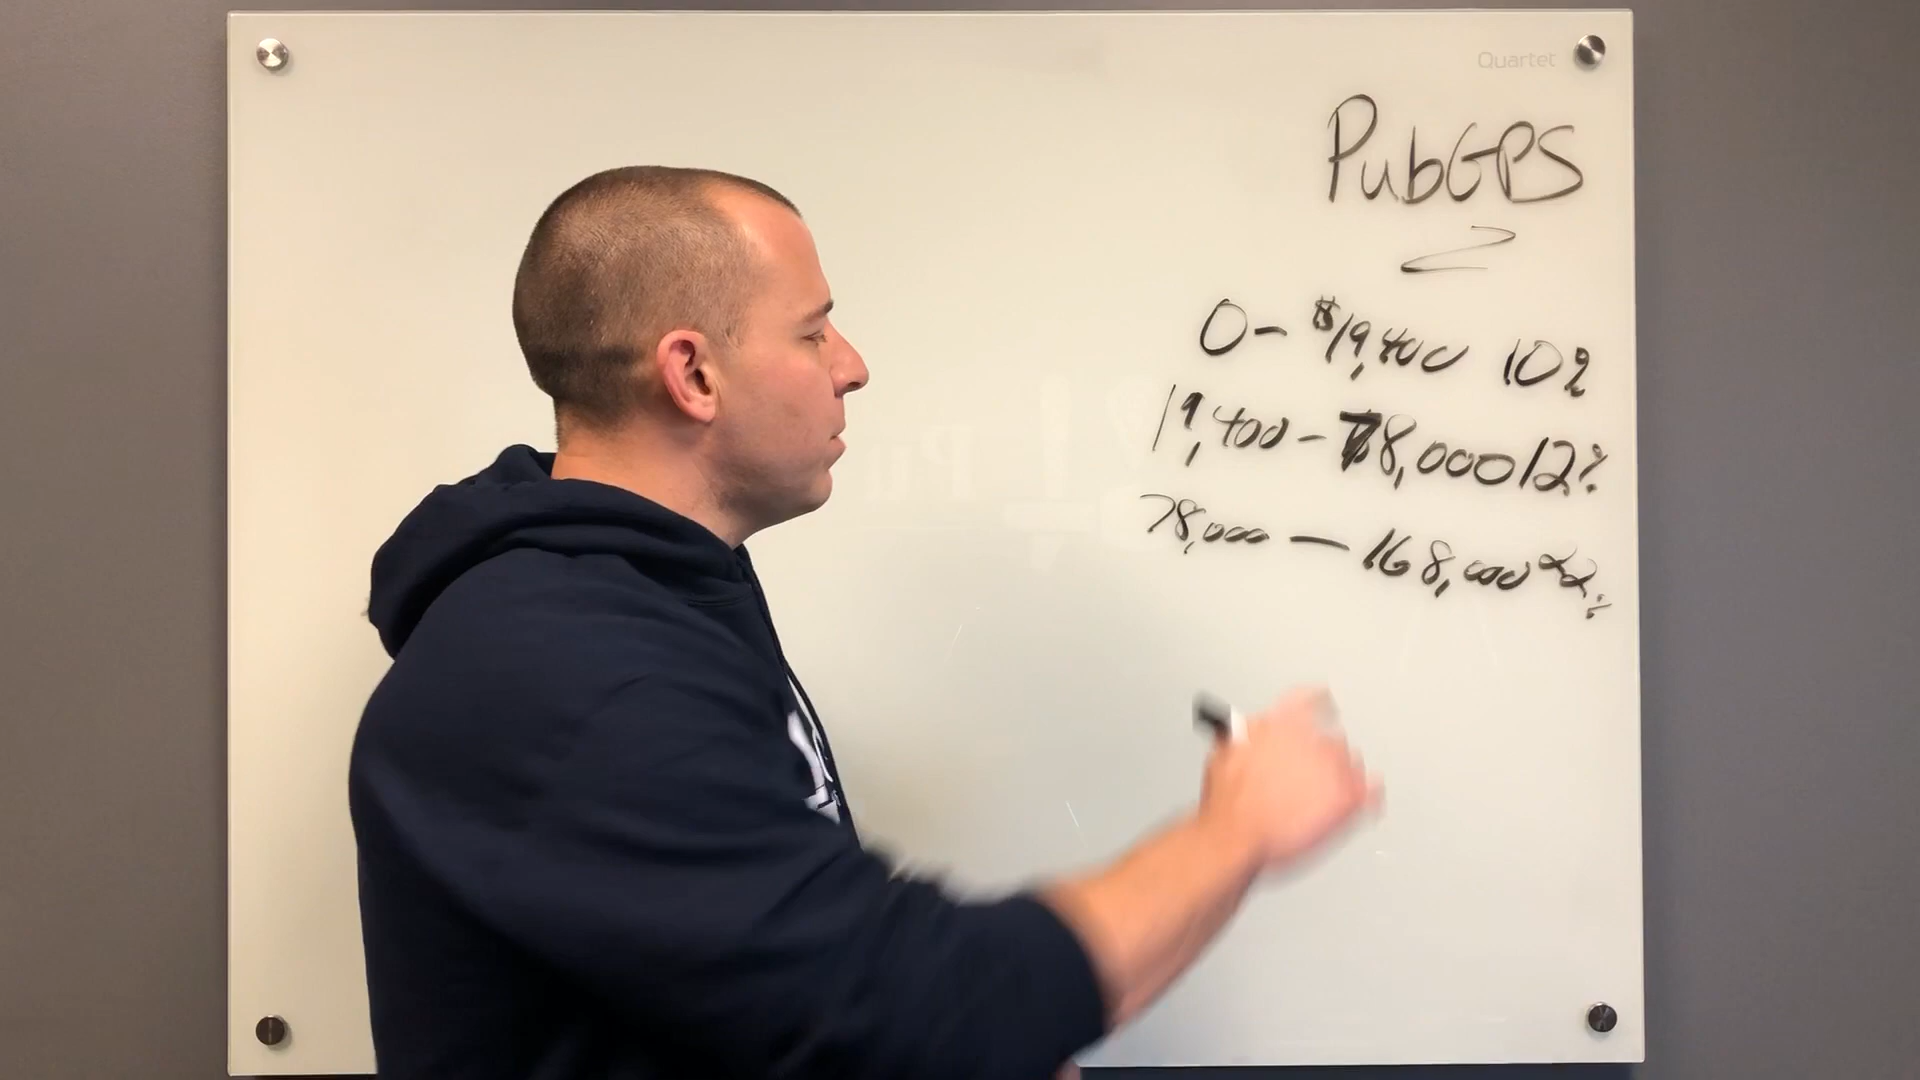 Quartet
PubGPS
0 - $19,400 10%
19,400 - 78,000 12%
78,000 - 168,000 22%